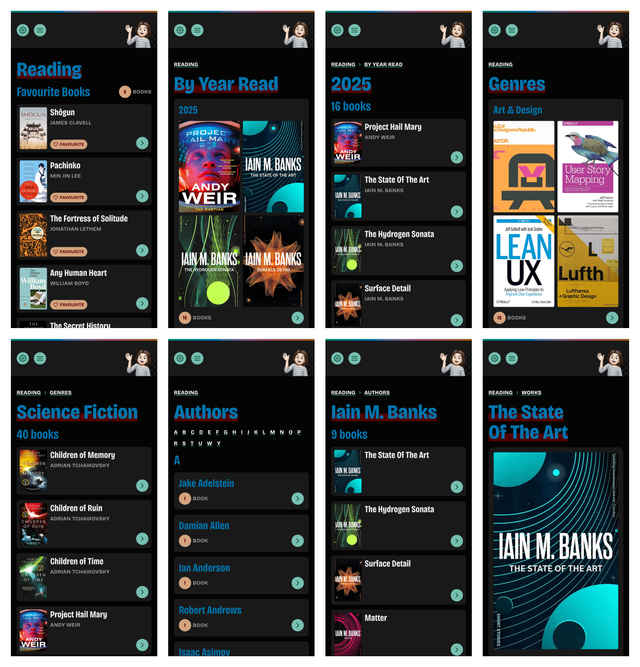 Reading
Favourite Books
6 BOOKS
SHŌGUN
Shōgun
JAMES CLAVELL
FAVOURITE
Pachinko
MIN JIN LEE
FAVOURITE
The Fortress of Solitude
JONATHAN LETHEM
FAVOURITE
Any Human Heart
WILLIAM BOYD
FAVOURITE
The Secret History
READING
By Year Read
2025
PROJECT
HAIL MARY
ANDY
WEIR
THE MARTIAN
IAIN M. BANKS
THE STATE OF THE ART
IAIN M. BANKS
THE HYDROGEN SONATA
IAIN M. BANKS
SURFACE DETAIL
BOOKS
READING > BY YEAR READ
2025
16 books
Project Hail Mary
ANDY WEIR
The State Of The Art
IAIN M. BANKS
The Hydrogen Sonata
IAIN M. BANKS
Surface Detail
IAIN M. BANKS
READING
Genres
Art & Design
O'REILLY
User Story
Mapping
LEAN
UX
Lufth
Lufthansa
+Graphic Design
BOOKS
READING > GENRES
Science Fiction
40 books
Children of Memory
ADRIAN TCHAIKOVSKY
Children of Ruin
ADRIAN TCHAIKOVSKY
Children of Time
ADRIAN TCHAIKOVSKY
Project Hail Mary
ANDY WEIR
READING
Authors
A B C D E F G H I J K L M N O P
R S T U W Y
A
Jake Adelstein
1 BOOK
Damian Allen
1 BOOK
Ian Anderson
1 BOOK
Robert Andrews
1 BOOK
Isaac Asimov
READING > AUTHORS
Iain M. Banks
9 books
The State Of The Art
The Hydrogen Sonata
Surface Detail
Matter
READING > WORKS
The State
Of The Art
IAIN M. BANKS
THE STATE OF THE ART
SHORT STORIES